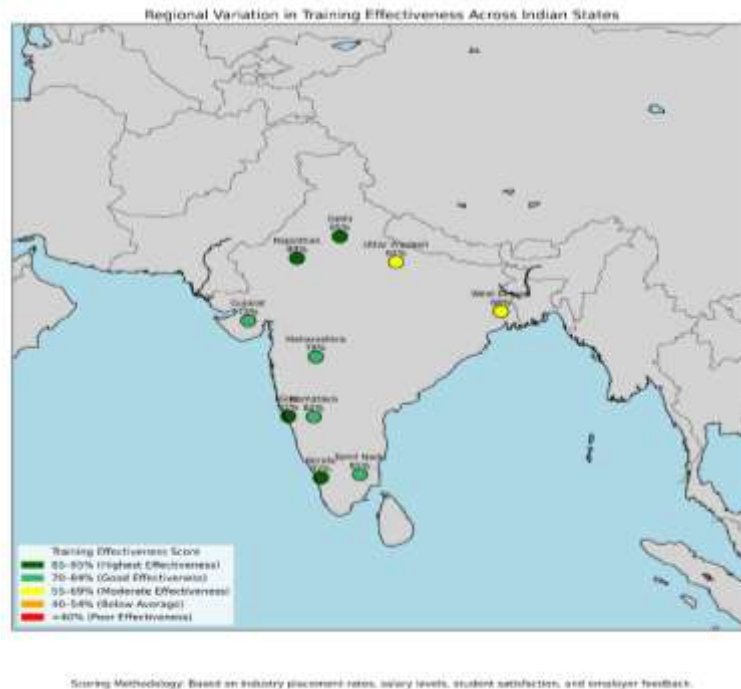 Regional Variation in Training Effectiveness Across Indian States
Delhi
Rajasthan
Uttar Pradesh
West Bengal
Gujarat
Maharashtra
78%
Goa
Karnataka
82%
Kerala
Tamil Nadu
Training Effectiveness Score
85-95% (Highest Effectiveness)
70-84% (Good Effectiveness)
55-69% (Moderate Effectiveness)
40-54% (Below Average)
<40% (Poor Effectiveness)
Scoring Methodology: Based on industry placement rates, salary levels, student satisfaction, and employer feedback.